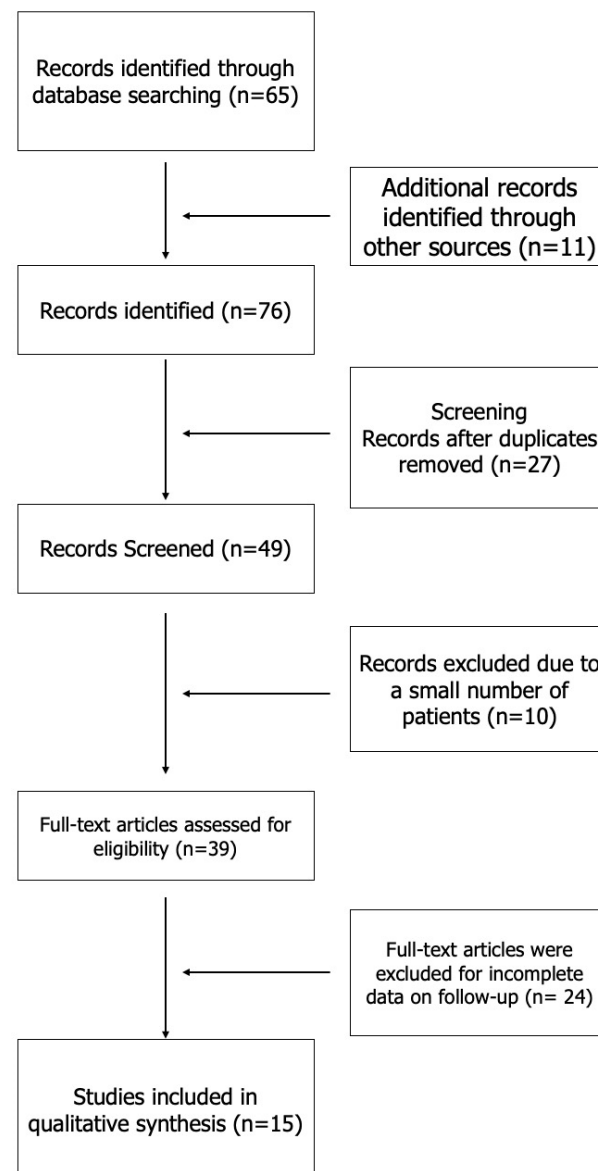 Records identified through
database searching (n=65)
Additional records
identified through
other sources (n=11)
Records identified (n=76)
Screening
Records after duplicates
removed (n=27)
Records Screened (n=49)
Records excluded due to
a small number of
patients (n=10)
Full-text articles assessed for
eligibility (n=39)
Full-text articles were
excluded for incomplete
data on follow-up (n= 24)
Studies included in
qualitative synthesis (n=15)